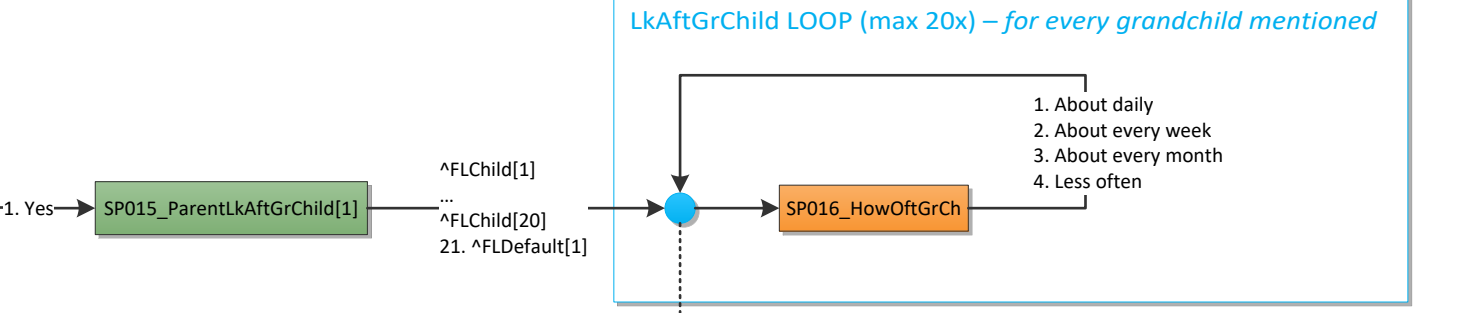 LkAftGrChild LOOP (max 20x) – for every grandchild mentioned
1. Yes
SP015_ParentLkAftGrChild[1]
^FLChild[1]
...
^FLChild[20]
21. ^FLDefault[1]
SP016_HowOftGrCh
1. About daily
2. About every week
3. About every month
4. Less often